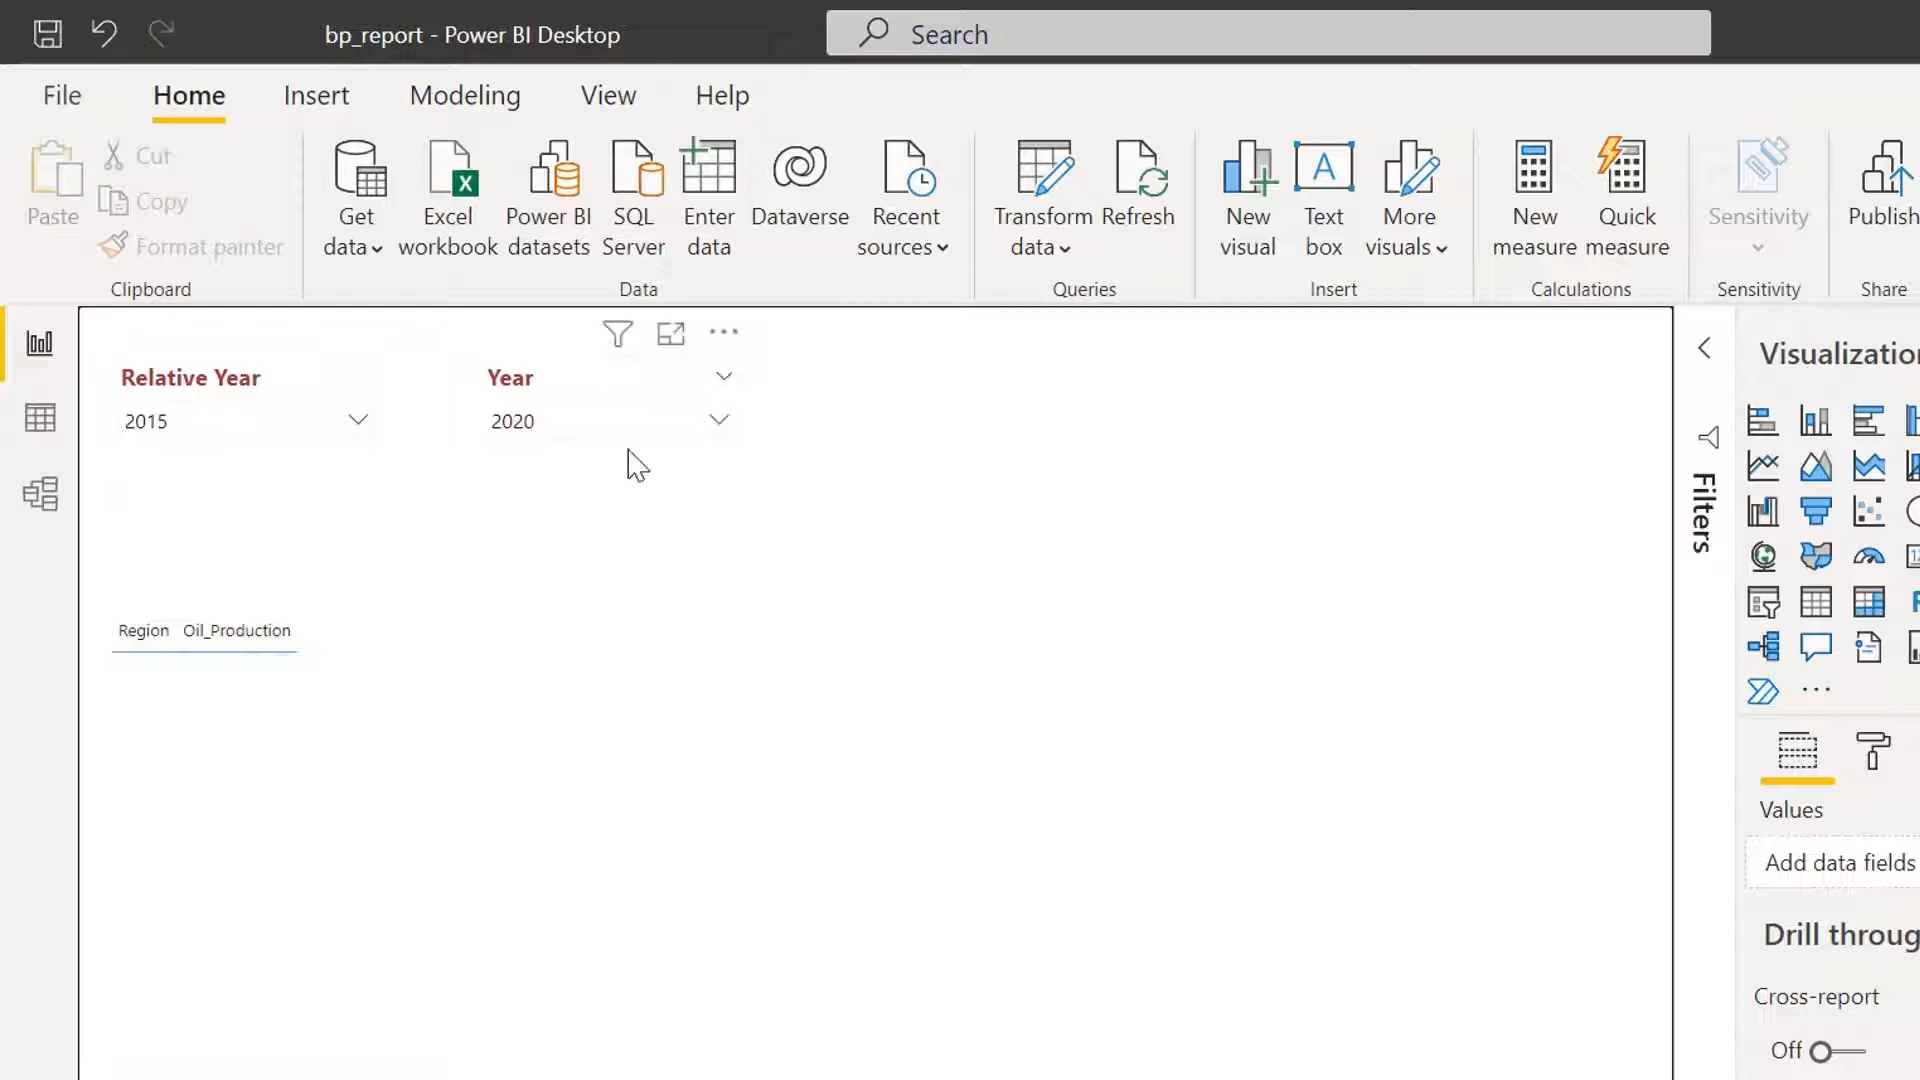 bp_report - Power BI Desktop
Search
File Home Insert Modeling View Help
Paste
Cut
Copy
Format painter
Clipboard
Get data
Excel workbook
Power BI datasets
SQL Server
Enter data
Dataverse
Recent sources
Data
Transform data
Refresh
Queries
New visual
Text box
More visuals
Insert
New measure
Quick measure
Calculations
Sensitivity
Sensitivity
Publish
Share
Relative Year
2015
Year
2020
Region Oil_Production
Filters
Visualizatio
Values
Add data fields
Drill throug
Cross-report
Off